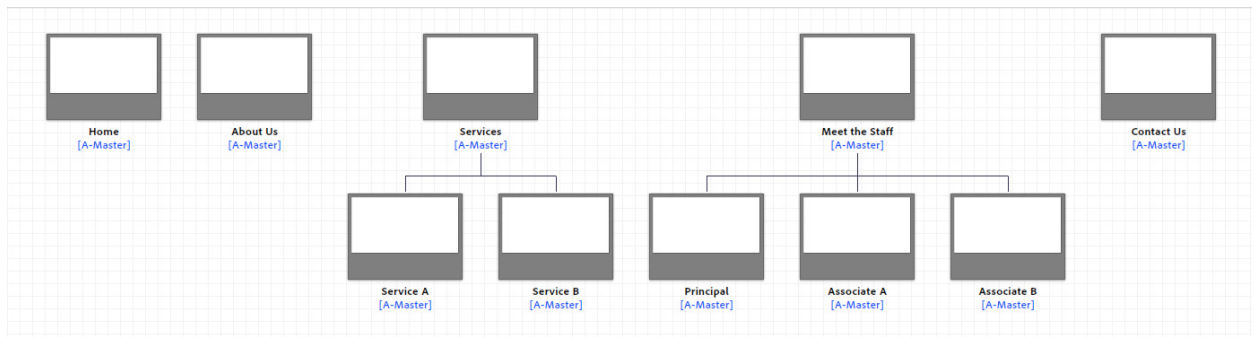 Home
[A-Master]
About Us
[A-Master]
Services
[A-Master]
Meet the Staff
[A-Master]
Contact Us
[A-Master]
Service A
[A-Master]
Service B
[A-Master]
Principal
[A-Master]
Associate A
[A-Master]
Associate B
[A-Master]